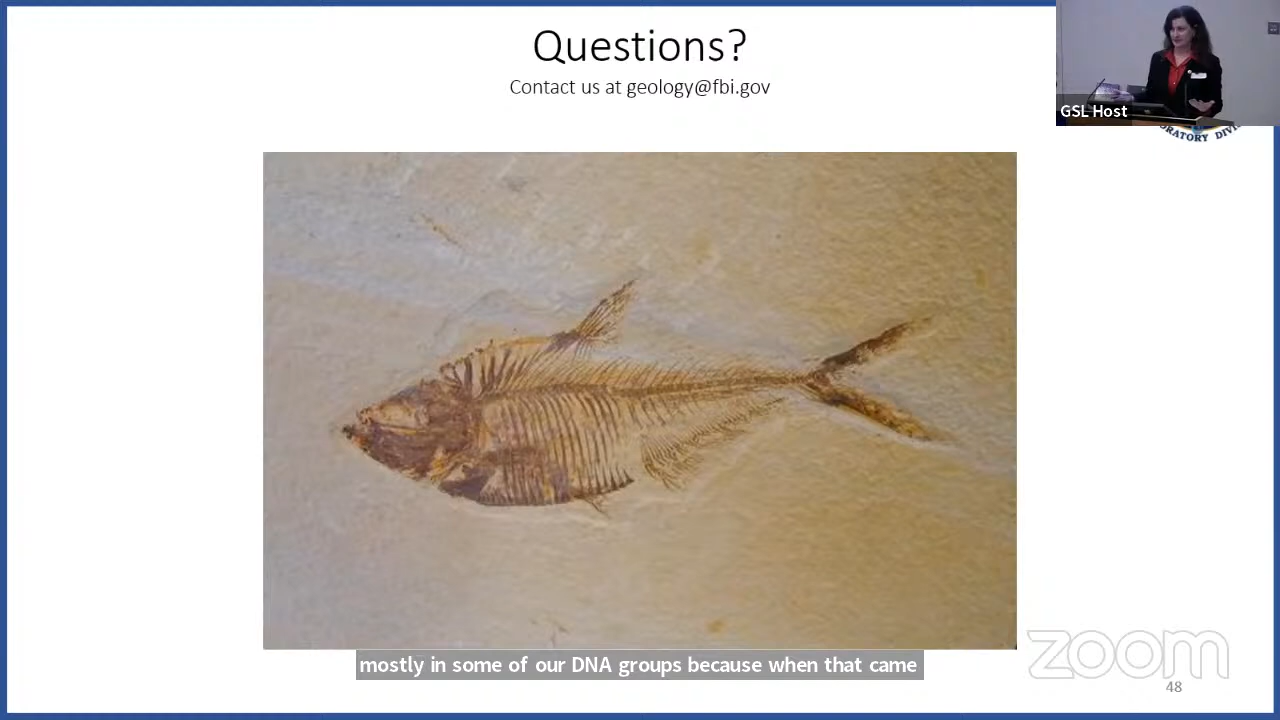 Questions?
Contact us at geology@fbi.gov
GSL Host
mostly in some of our DNA groups because when that came
zoom
48